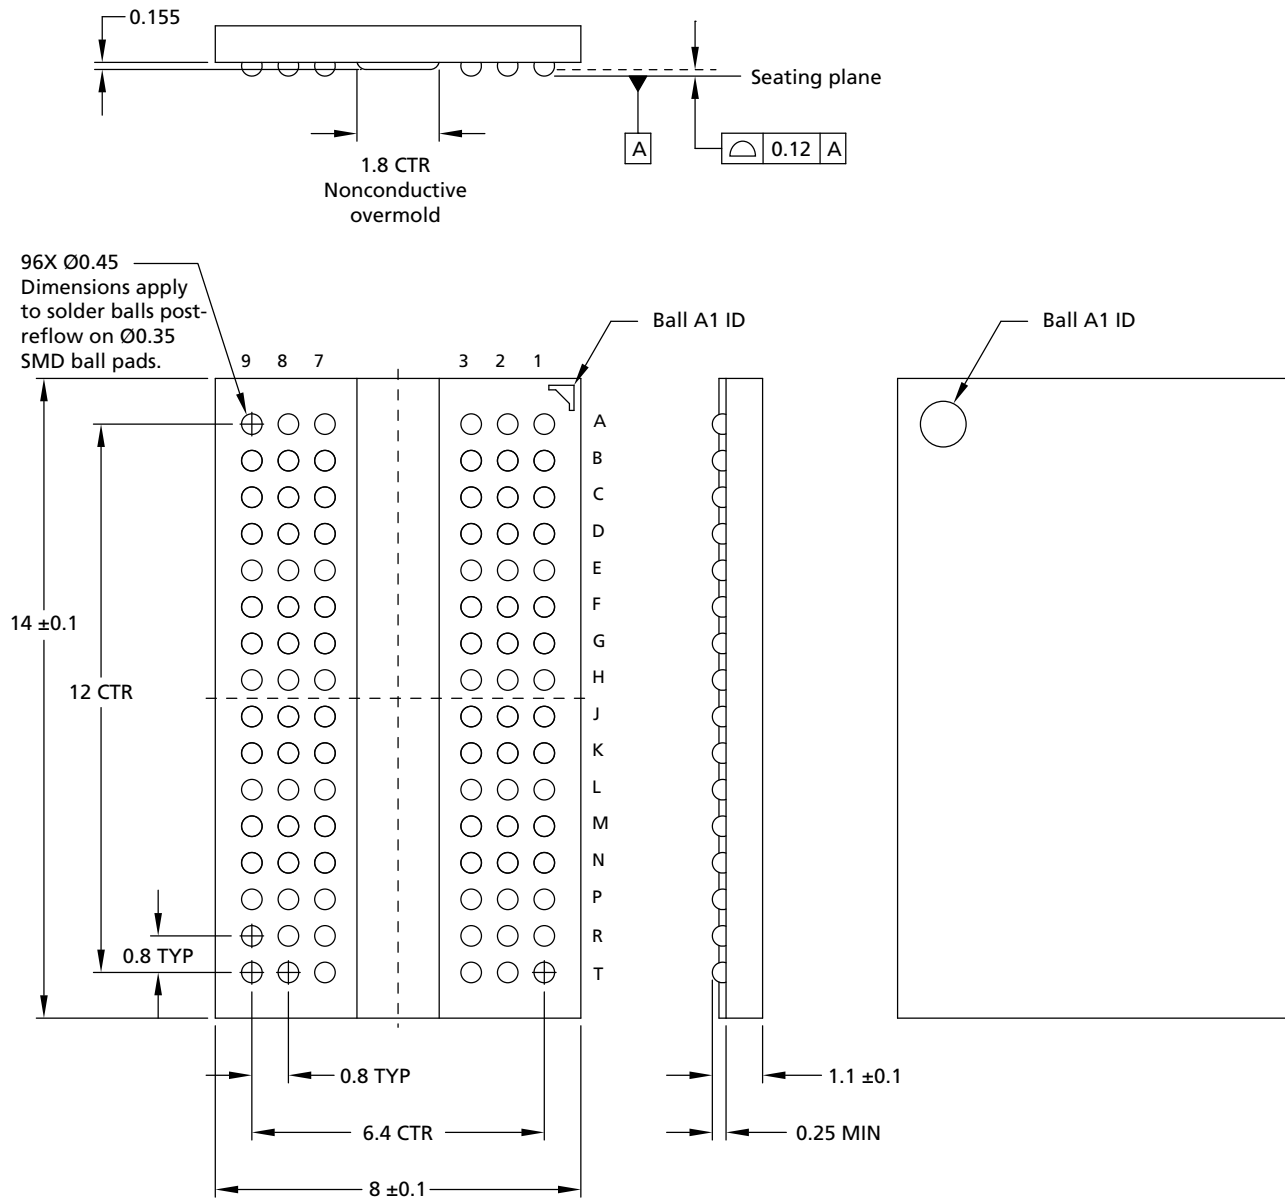 0.155
Seating plane
A
0.12 A
1.8 CTR
Nonconductive
overmold
96X Ø0.45
Dimensions apply
to solder balls post-
reflow on Ø0.35
SMD ball pads.
Ball A1 ID
Ball A1 ID
9 8 7 3 2 1
A
B
C
D
E
F
G
H
J
K
L
M
N
P
R
T
14 ±0.1
12 CTR
0.8 TYP
0.8 TYP
1.1 ±0.1
6.4 CTR
0.25 MIN
8 ±0.1